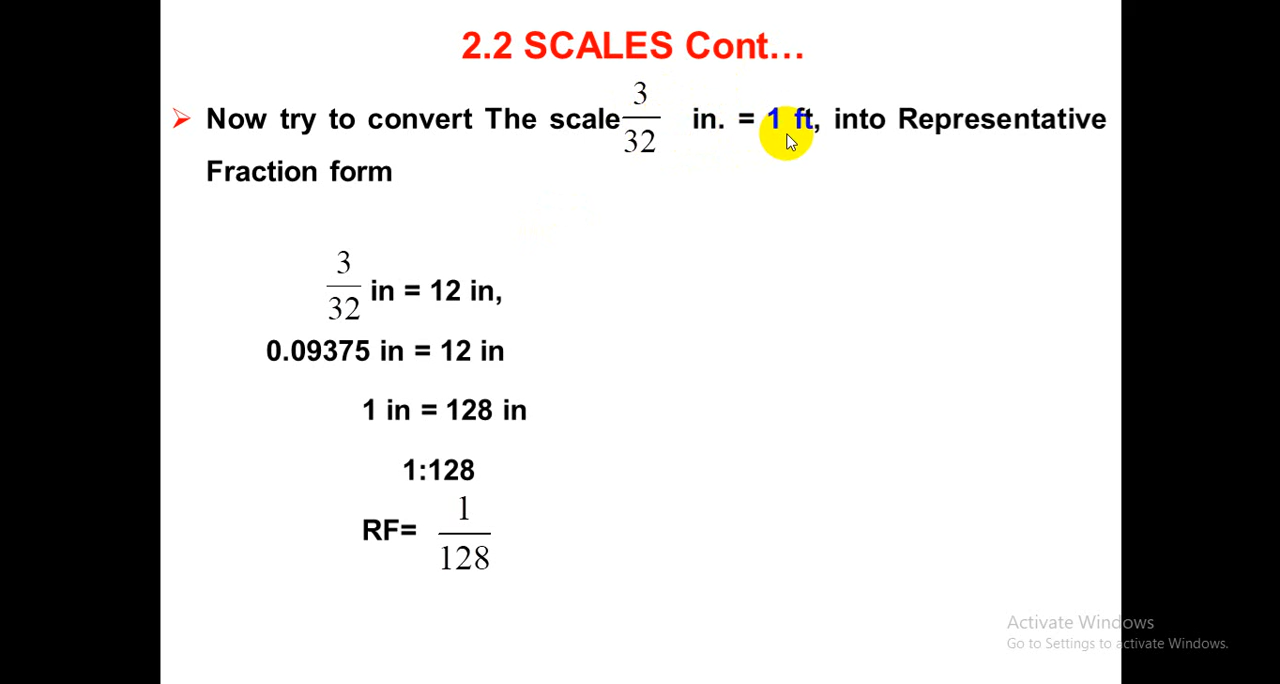 2.2 SCALES Cont...
➢ Now try to convert The scale 3/32 in. = 1 ft, into Representative
Fraction form
3/32 in = 12 in,
0.09375 in = 12 in
1 in = 128 in
1:128
RF= 1/128
Activate Windows
Go to Settings to activate Windows.